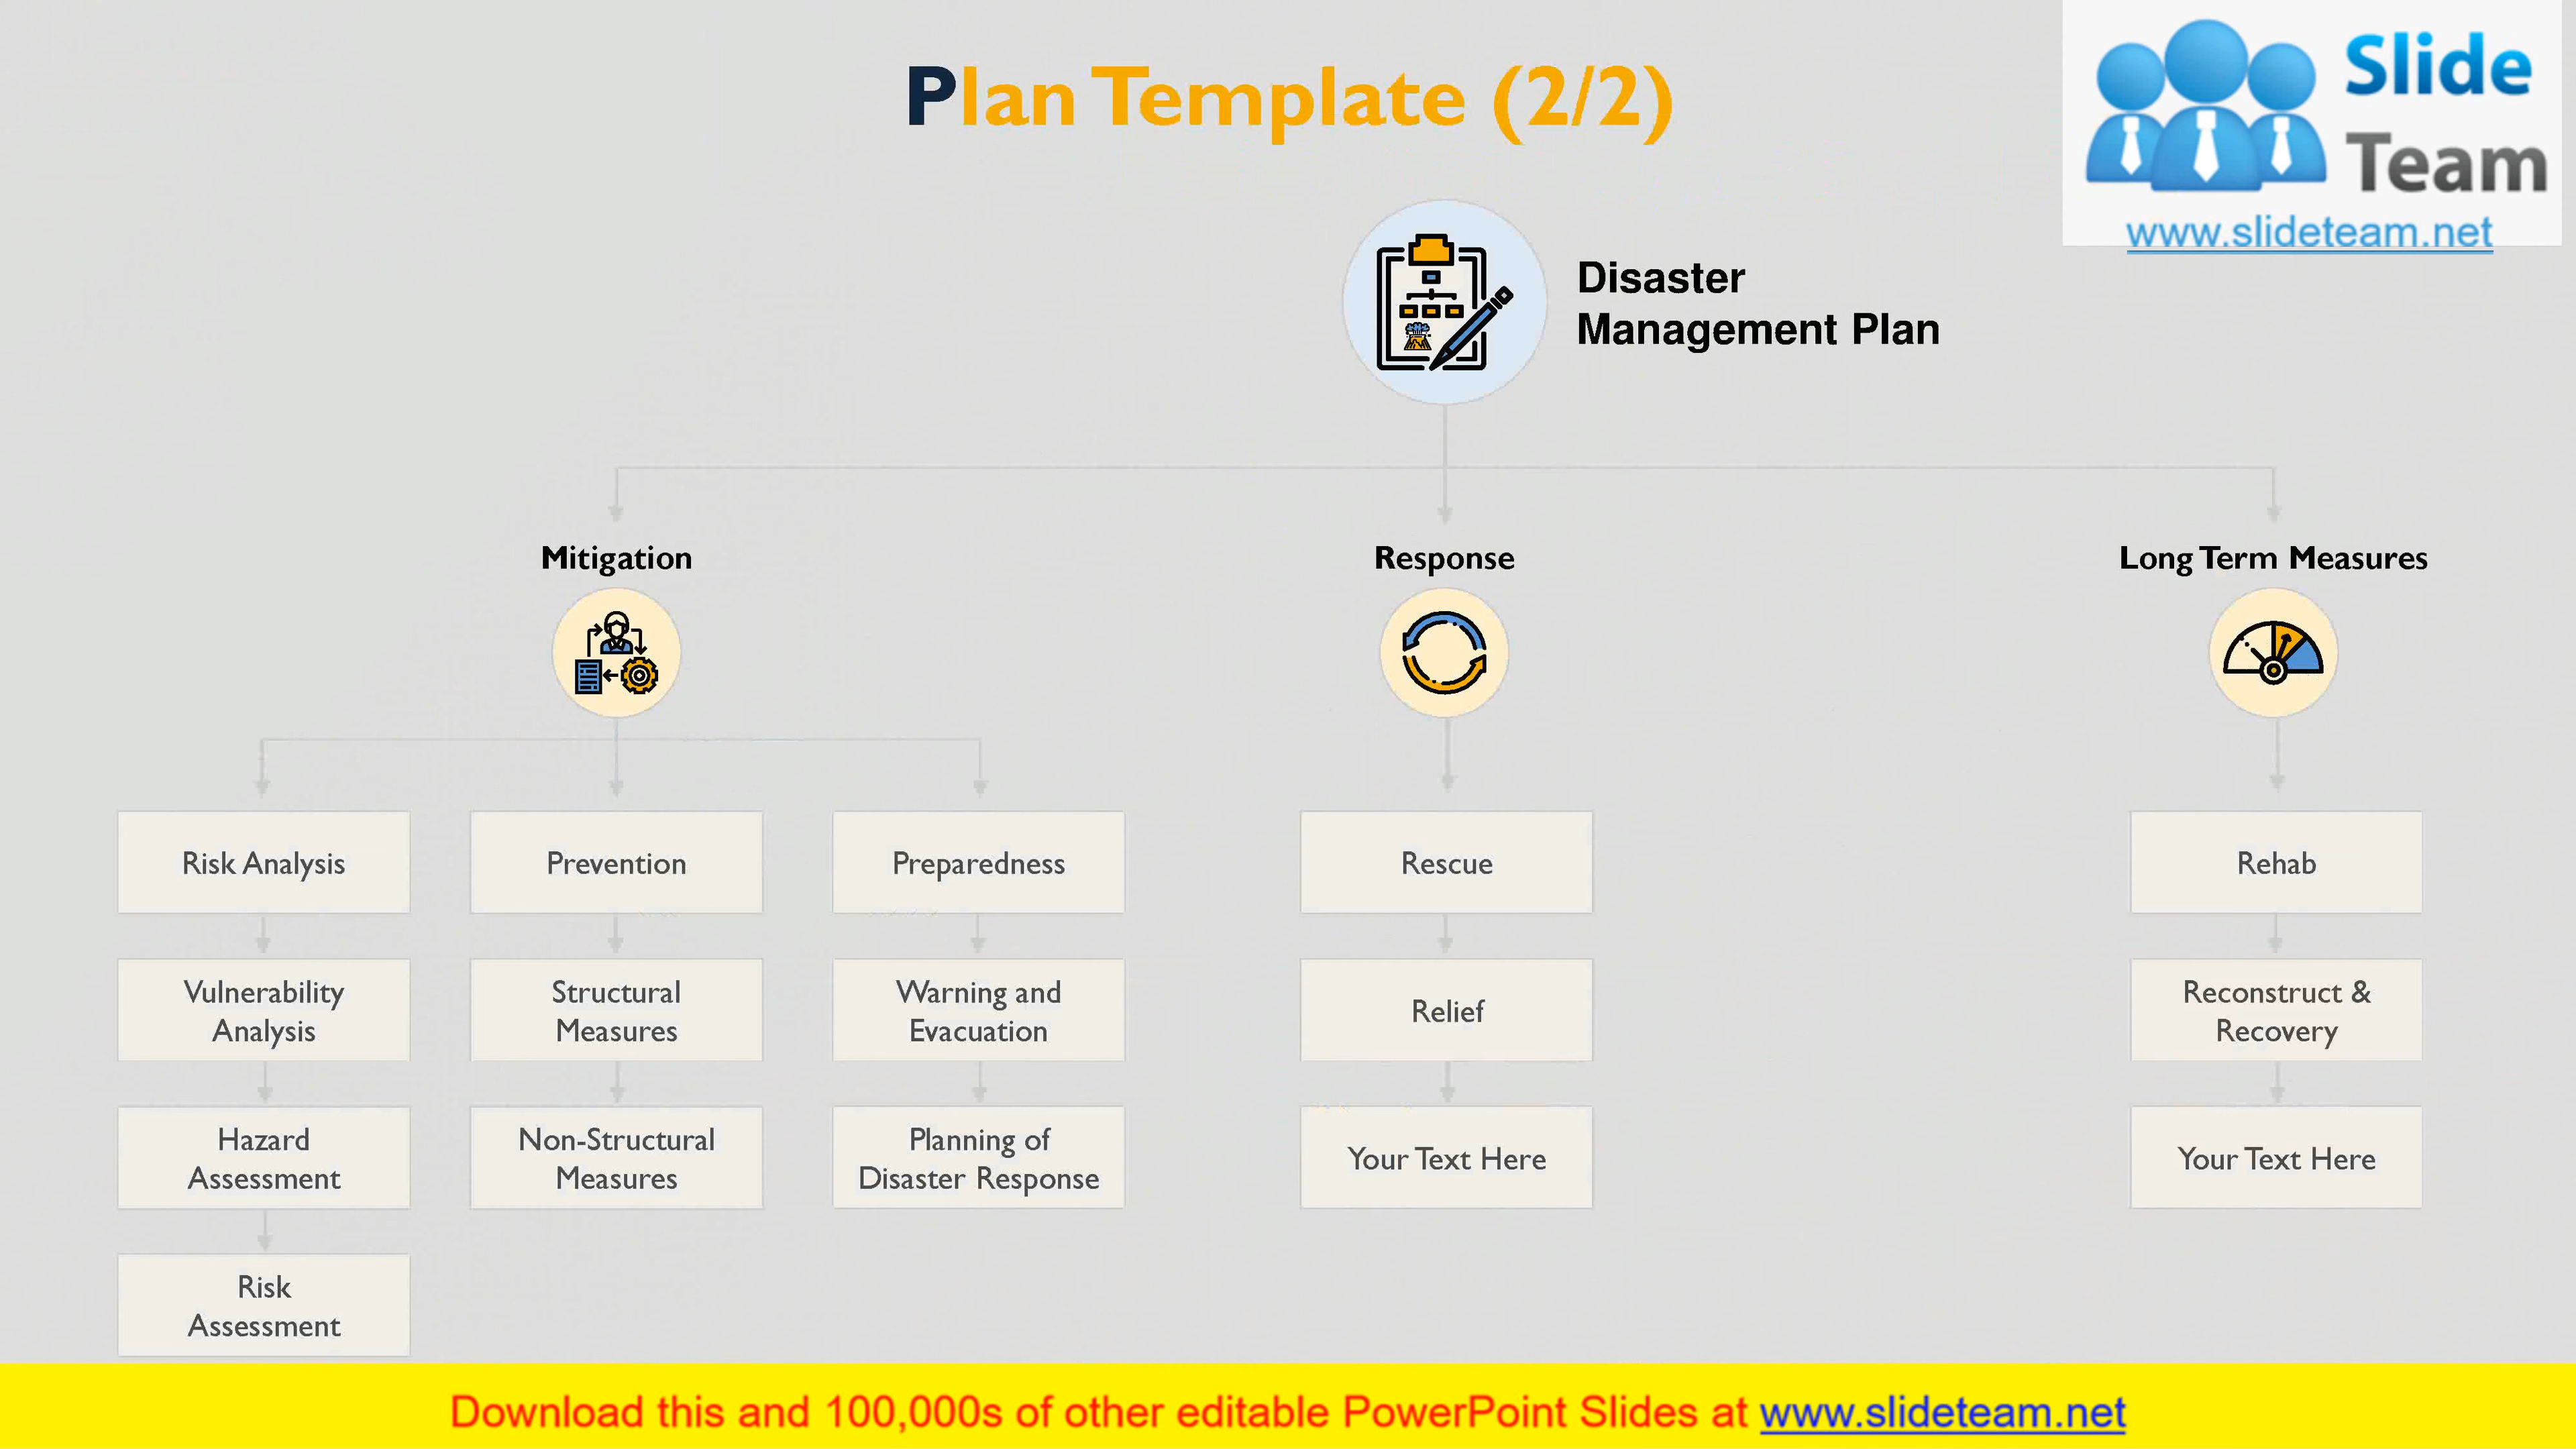 Plan Template (2/2)
Slide
Team
www.slideteam.net
Disaster
Management Plan
Mitigation
Response
Long Term Measures
Risk Analysis
Prevention
Preparedness
Rescue
Rehab
Vulnerability
Analysis
Structural
Measures
Warning and
Evacuation
Relief
Reconstruct &
Recovery
Hazard
Assessment
Non-Structural
Measures
Planning of
Disaster Response
Your Text Here
Your Text Here
Risk
Assessment
Download this and 100,000s of other editable PowerPoint Slides at www.slideteam.net